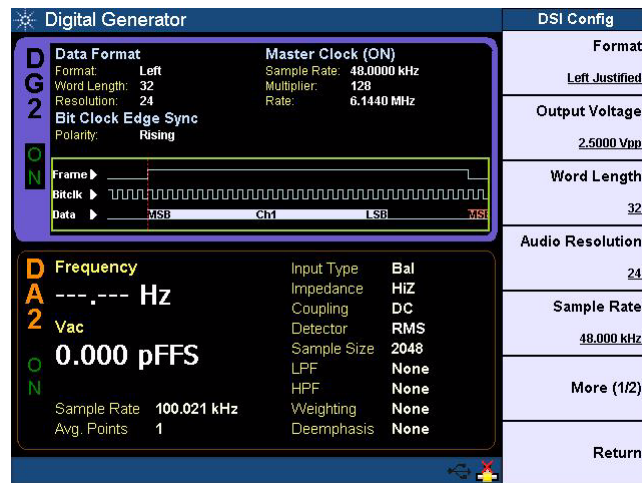 Digital Generator
DSI Config
DG2
ON
Data Format
Format: Left
Word Length: 32
Resolution: 24
Bit Clock Edge Sync
Polarity: Rising
Master Clock (ON)
Sample Rate: 48.0000 kHz
Multiplier: 128
Rate: 6.1440 MHz
Frame
Bitclk
Data MSB Ch1 LSB MSB
DA2
ON
Frequency
---.--- Hz
Vac
0.000 pFFS
Sample Rate 100.021 kHz
Avg. Points 1
Input Type Bal
Impedance HiZ
Coupling DC
Detector RMS
Sample Size 2048
LPF None
HPF None
Weighting None
Deemphasis None
Format
Left Justified
Output Voltage
2.5000 Vpp
Word Length
32
Audio Resolution
24
Sample Rate
48.000 kHz
More (1/2)
Return